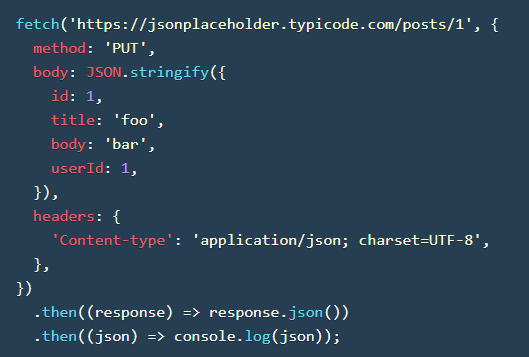 fetch('https://jsonplaceholder.typicode.com/posts/1', {
  method: 'PUT',
  body: JSON.stringify({
    id: 1,
    title: 'foo',
    body: 'bar',
    userId: 1,
  }),
  headers: {
    'Content-type': 'application/json; charset=UTF-8',
  },
})
  .then((response) => response.json())
  .then((json) => console.log(json));